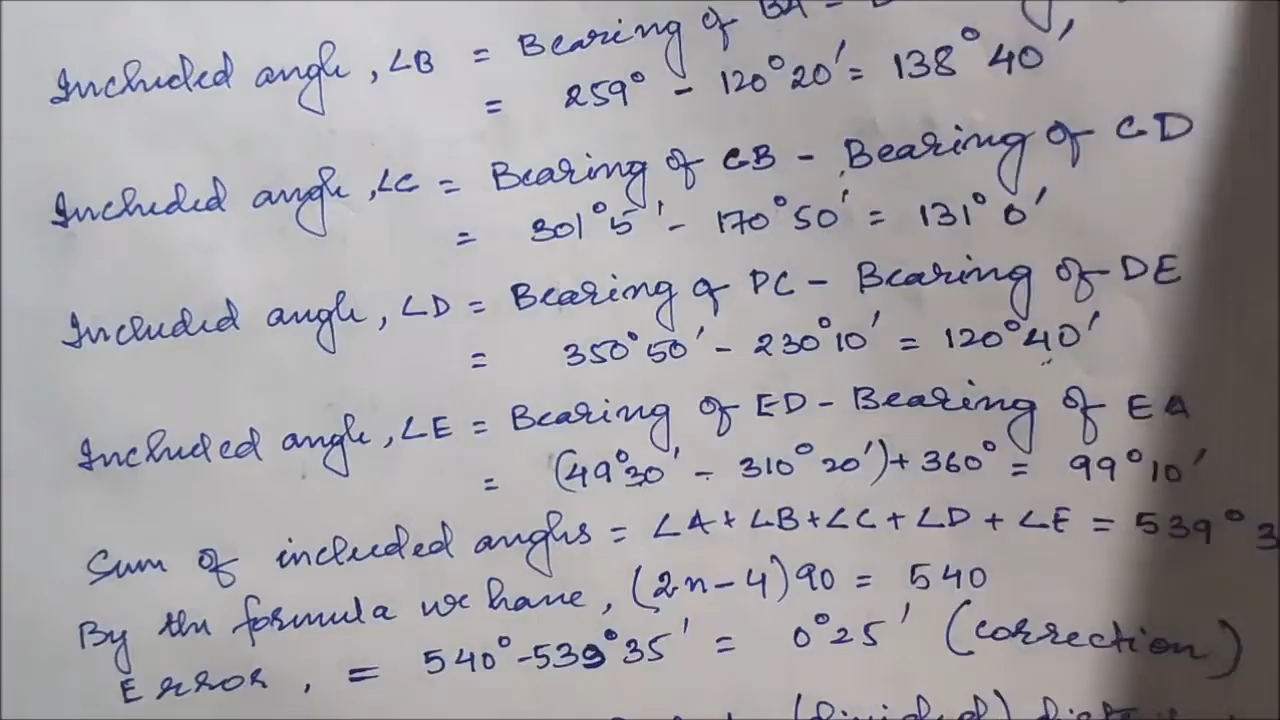 Included angle, ∠B = Bearing of BA -
= 259° - 120°20' = 138°40'
Included angle, ∠C = Bearing of CB - Bearing of CD
= 301°5' - 170°50' = 131°0'
Included angle, ∠D = Bearing of DC - Bearing of DE
= 350°50' - 230°10' = 120°40'
Included angle, ∠E = Bearing of ED - Bearing of EA
= (49°30' - 310°20') + 360° = 99°10'
Sum of included angles = ∠A + ∠B + ∠C + ∠D + ∠E = 539°3
By the formula we have, (2n-4)90 = 540
Error, = 540° - 539°35' = 0°25' (correction)